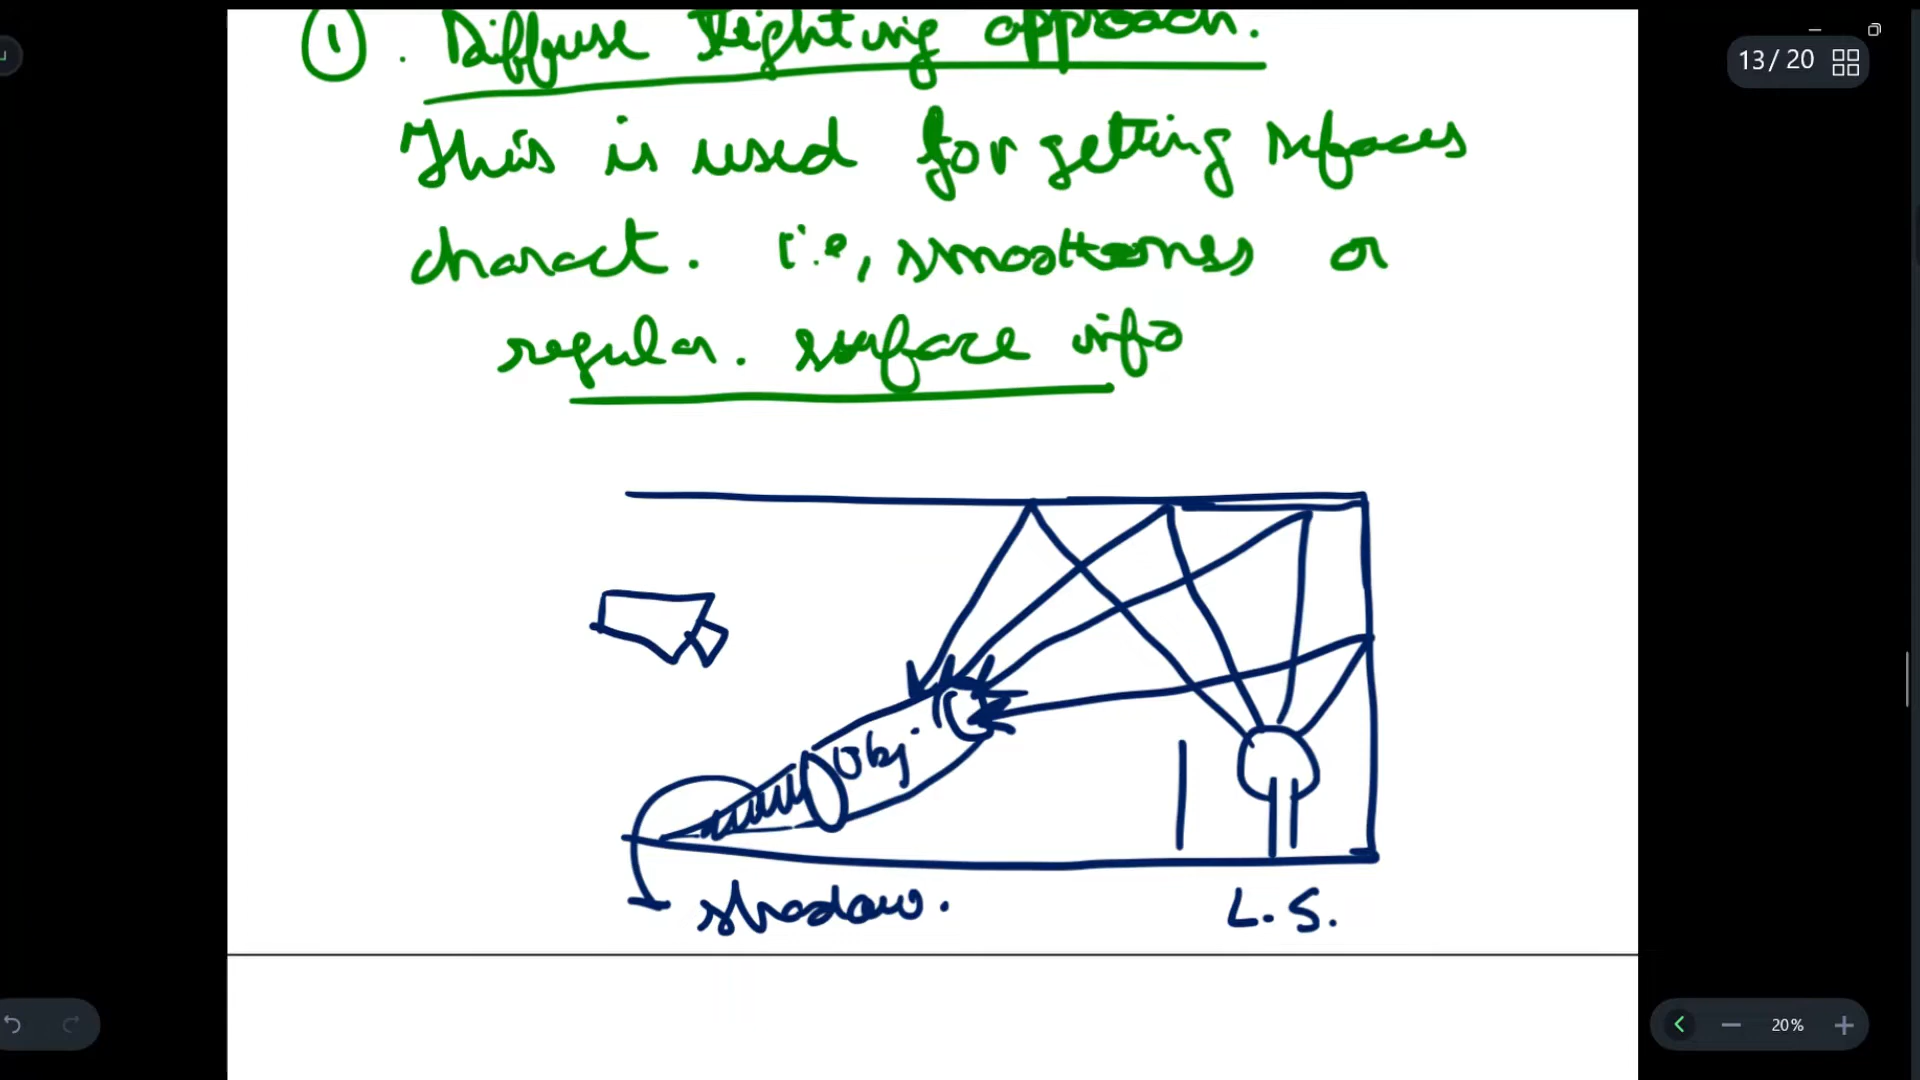 ① . Diffuse lighting approach.
13 / 20
This is used for getting sufaces
charact. i.e, smoothness or
regular. surface info
Obj.
shadow.
L.S.
20%